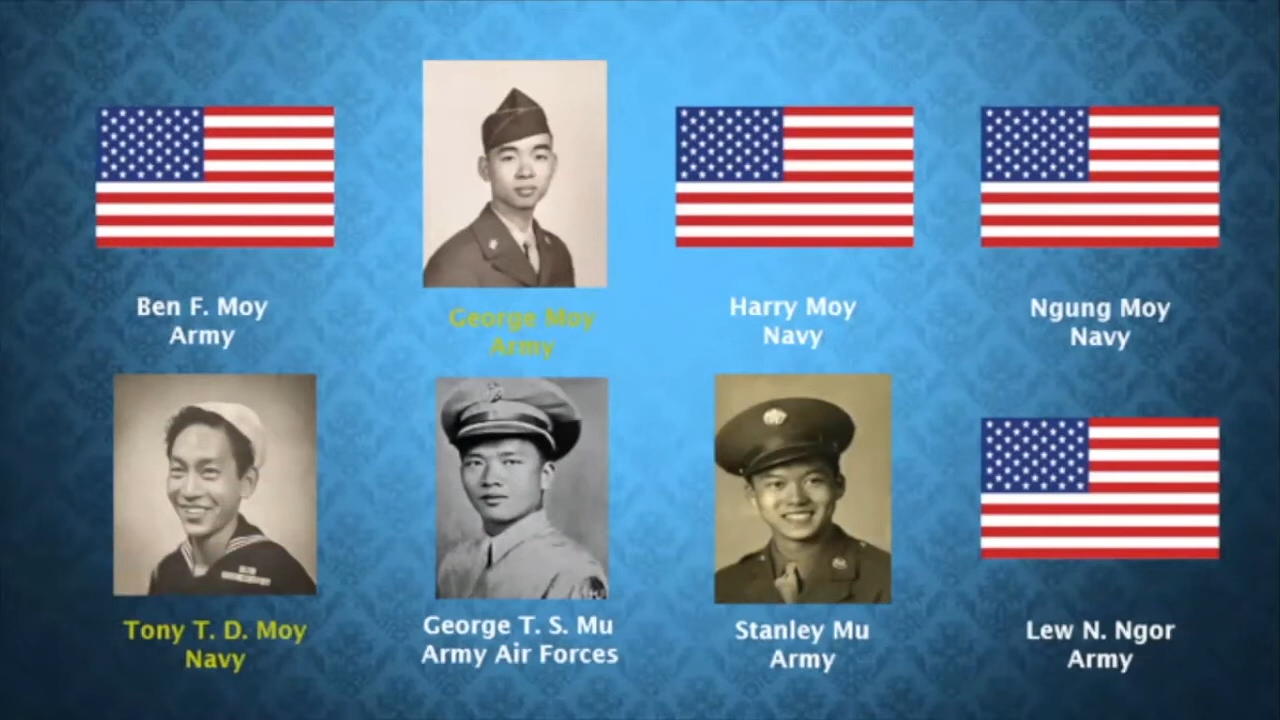 Ben F. Moy
Army
George Moy
Army
Harry Moy
Navy
Ngung Moy
Navy
Tony T. D. Moy
Navy
George T. S. Mu
Army Air Forces
Stanley Mu
Army
Lew N. Ngor
Army